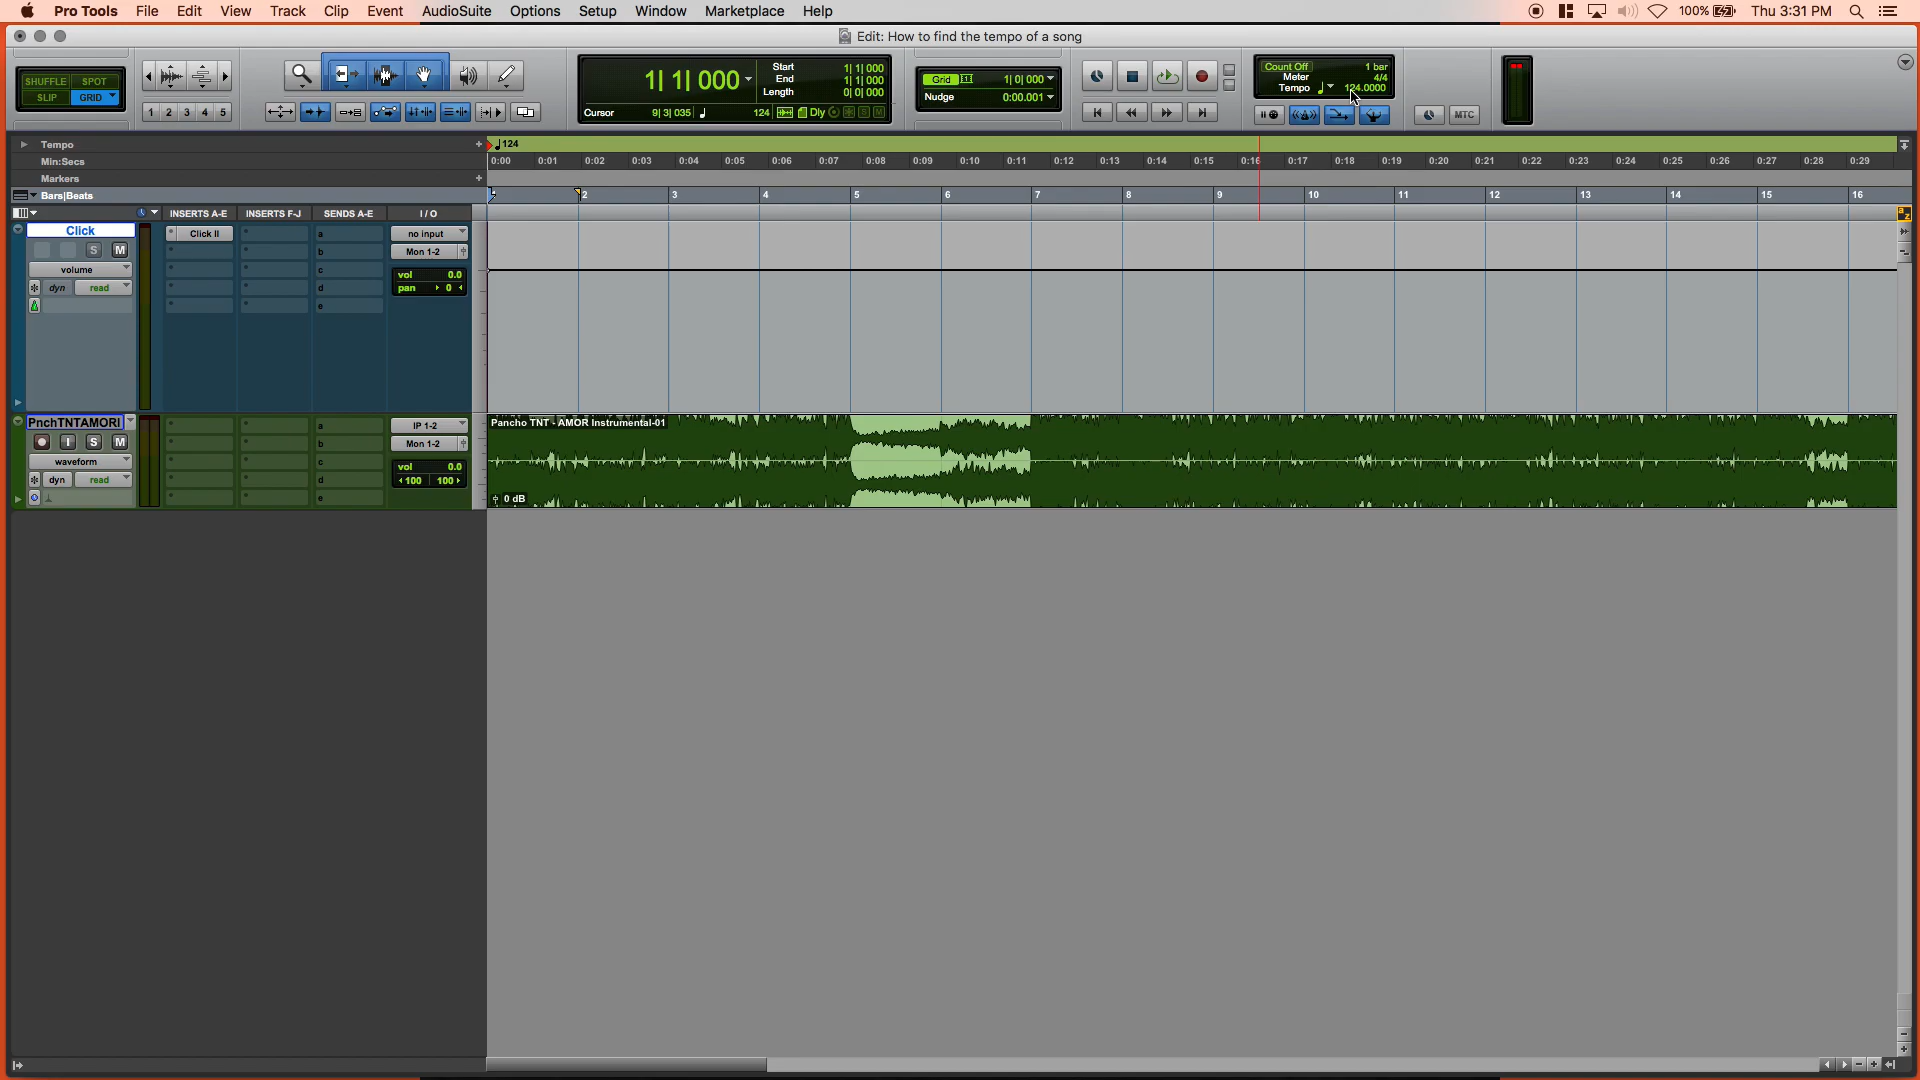 Pro Tools File Edit View Track Clip Event AudioSuite Options Setup Window Marketplace Help 100% Thu 3:31 PM
Edit: How to find the tempo of a song
SHUFFLE SPOT
SLIP GRID
1 2 3 4 5
1| 1| 000
Start 1| 1| 000
End 1| 1| 000
Length 0| 0| 000
Cursor 9| 3| 035 124 Dly S M
Grid 1| 0| 000
Nudge 0:00.001
Count Off 1 bar
Meter 4/4
Tempo 124.0000
MTC
Tempo + 124
Min:Secs 0:00 0:01 0:02 0:03 0:04 0:05 0:06 0:07 0:08 0:09 0:10 0:11 0:12 0:13 0:14 0:15 0:16 0:17 0:18 0:19 0:20 0:21 0:22 0:23 0:24 0:25 0:26 0:27 0:28 0:29
Markers +
Bars|Beats 2 3 4 5 6 7 8 9 10 11 12 13 14 15 16
INSERTS A-E INSERTS F-J SENDS A-E I / O
a z
Click
Click II a no input
S M b Mon 1-2
volume c vol 0.0
dyn read d pan 0
e
PnchTNTAMORI a IP 1-2
Pancho TNT - AMOR Instrumental-01
I S M b Mon 1-2
waveform c vol 0.0
dyn read d 100 100
e
0 dB